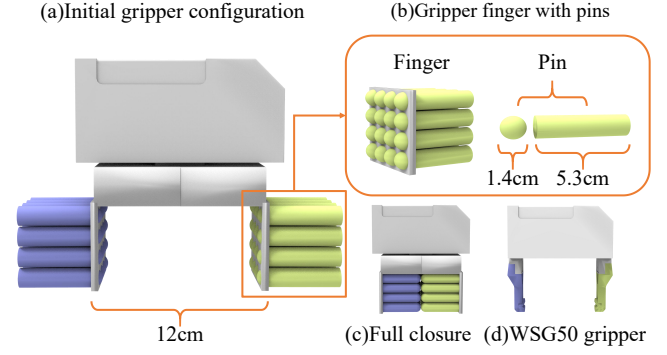 (a)Initial gripper configuration
(b)Gripper finger with pins
Finger
Pin
1.4cm
5.3cm
12cm
(c)Full closure
(d)WSG50 gripper